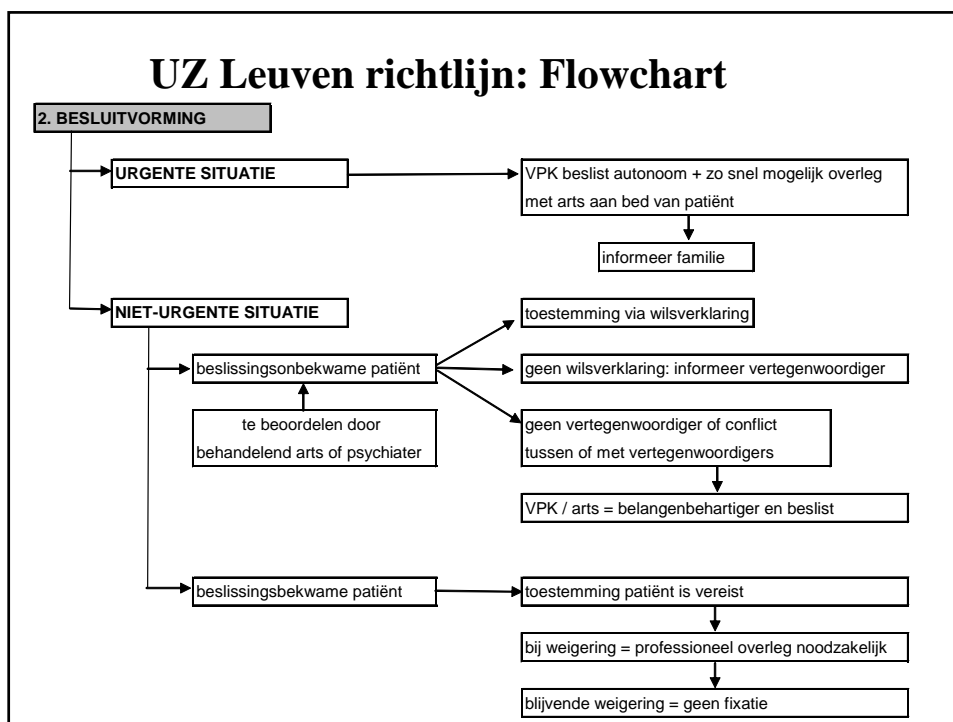 UZ Leuven richtlijn: Flowchart
2. BESLUITVORMING
URGENTE SITUATIE
VPK beslist autonoom + zo snel mogelijk overleg
met arts aan bed van patiënt
informeer familie
NIET-URGENTE SITUATIE
toestemming via wilsverklaring
beslissingsonbekwame patiënt
geen wilsverklaring: informeer vertegenwoordiger
te beoordelen door
behandelend arts of psychiater
geen vertegenwoordiger of conflict
tussen of met vertegenwoordigers
VPK / arts = belangenbehartiger en beslist
beslissingsbekwame patiënt
toestemming patiënt is vereist
bij weigering = professioneel overleg noodzakelijk
blijvende weigering = geen fixatie